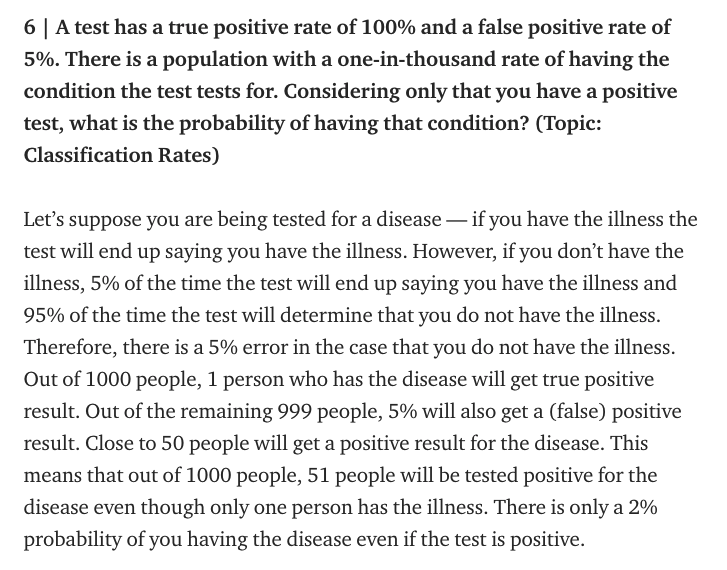 6 | A test has a true positive rate of 100% and a false positive rate of
5%. There is a population with a one-in-thousand rate of having the
condition the test tests for. Considering only that you have a positive
test, what is the probability of having that condition? (Topic:
Classification Rates)
Let’s suppose you are being tested for a disease — if you have the illness the
test will end up saying you have the illness. However, if you don’t have the
illness, 5% of the time the test will end up saying you have the illness and
95% of the time the test will determine that you do not have the illness.
Therefore, there is a 5% error in the case that you do not have the illness.
Out of 1000 people, 1 person who has the disease will get true positive
result. Out of the remaining 999 people, 5% will also get a (false) positive
result. Close to 50 people will get a positive result for the disease. This
means that out of 1000 people, 51 people will be tested positive for the
disease even though only one person has the illness. There is only a 2%
probability of you having the disease even if the test is positive.